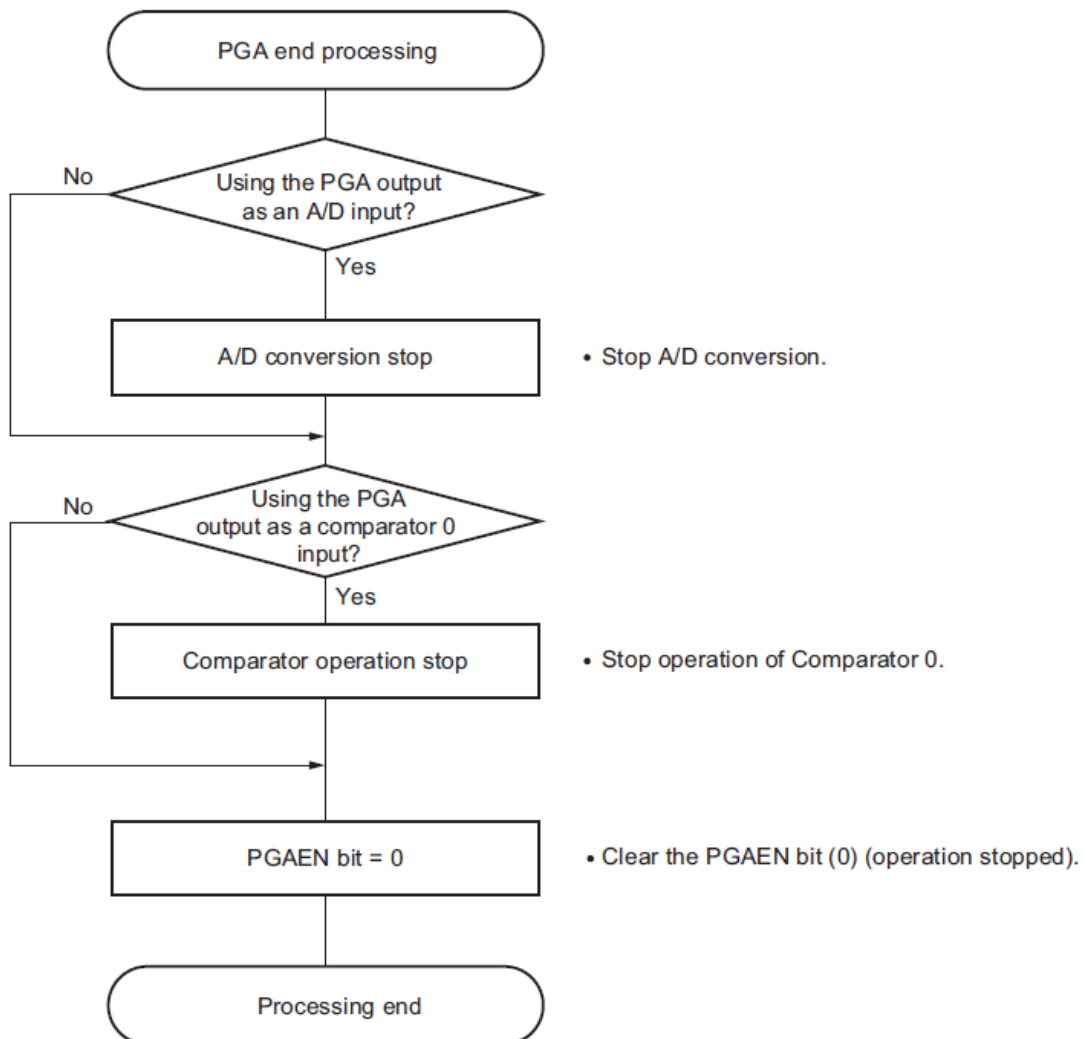 PGA end processing
No
Using the PGA output
as an A/D input?
Yes
A/D conversion stop
• Stop A/D conversion.
No
Using the PGA
output as a comparator 0
input?
Yes
Comparator operation stop
• Stop operation of Comparator 0.
PGAEN bit = 0
• Clear the PGAEN bit (0) (operation stopped).
Processing end